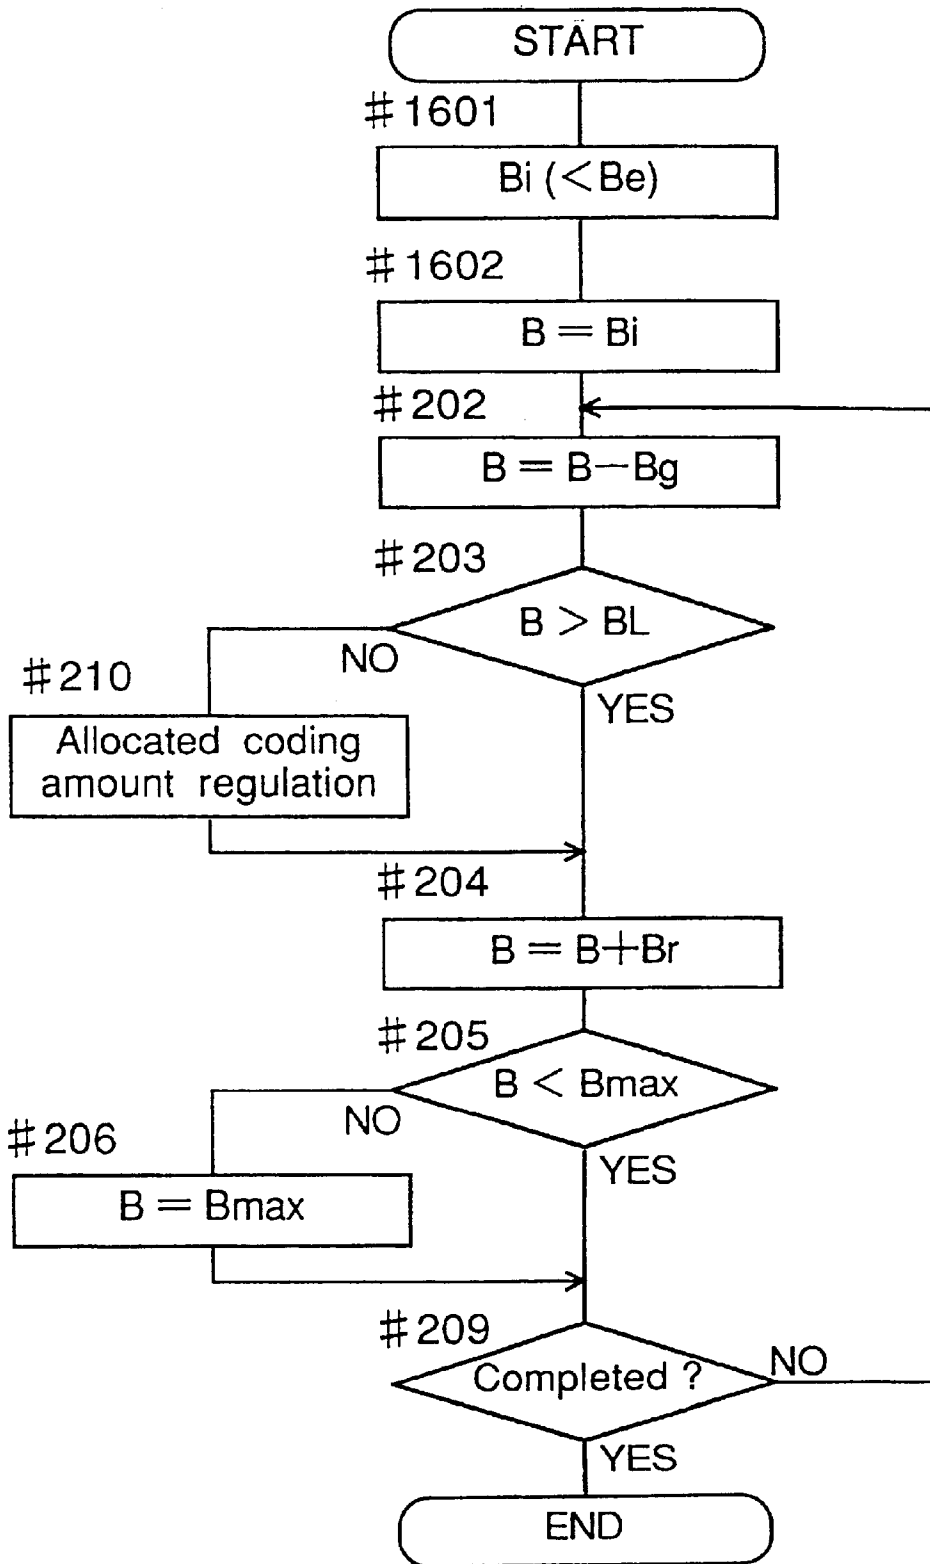 START
#1601
Bi (<Be)
#1602
B = Bi
#202
B = B−Bg
#203
B > BL
NO
#210
YES
Allocated coding
amount regulation
#204
B = B+Br
#205
B < Bmax
NO
#206
YES
B = Bmax
#209
Completed ?
NO
YES
END